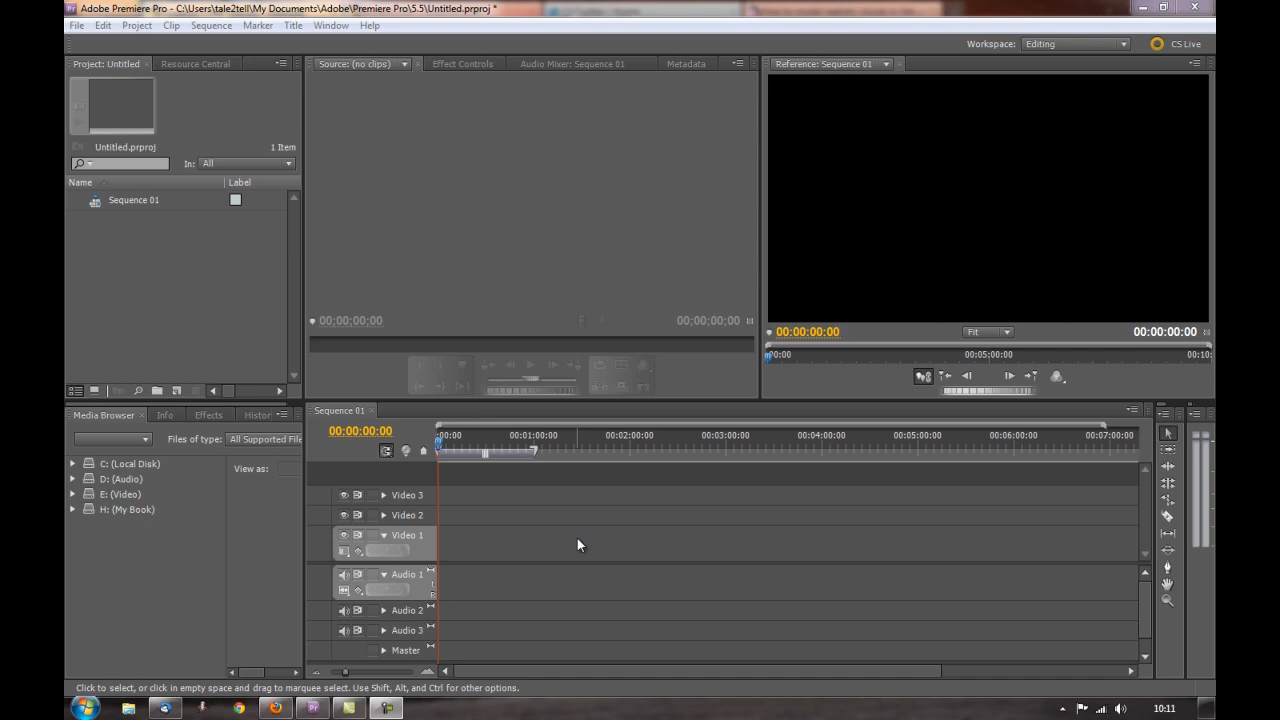 Adobe Premiere Pro - C:\Users\tale2tell\My Documents\Adobe\Premiere Pro\5.5\Untitled.prproj *
File Edit Project Clip Sequence Marker Title Window Help
Workspace: Editing CS Live
Project: Untitled Resource Central
Source: (no clips) Effect Controls Audio Mixer: Sequence 01 Metadata
Reference: Sequence 01
Untitled.prproj 1 Item
In: All
Name Label
Sequence 01
00;00;00;00 00;00;00;00
00:00:00:00 Fit 00:00:00:00
00:00 00:05:00:00 00:10:
Media Browser Info Effects Histor
Files of type: All Supported File
C: (Local Disk)
D: (Audio)
E: (Video)
H: (My Book)
View as:
Sequence 01
00:00:00:00
:00:00 00:01:00:00 00:02:00:00 00:03:00:00 00:04:00:00 00:05:00:00 00:06:00:00 00:07:00:00
Video 3
Video 2
Video 1
Audio 1
L
R
Audio 2
Audio 3
Master
Click to select, or click in empty space and drag to marquee select. Use Shift, Alt, and Ctrl for other options.
10:11